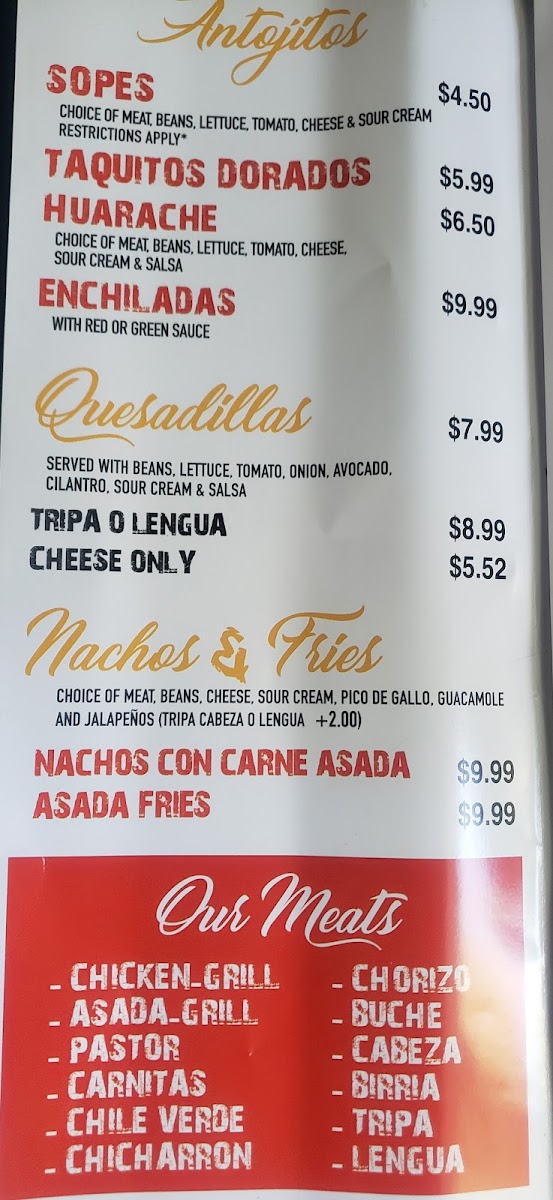 Antojitos
SOPES $4.50
CHOICE OF MEAT, BEANS, LETTUCE, TOMATO, CHEESE & SOUR CREAM
RESTRICTIONS APPLY*
TAQUITOS DORADOS $5.99
HUARACHE $6.50
CHOICE OF MEAT, BEANS, LETTUCE, TOMATO, CHEESE,
SOUR CREAM & SALSA
ENCHILADAS $9.99
WITH RED OR GREEN SAUCE
Quesadillas $7.99
SERVED WITH BEANS, LETTUCE, TOMATO, ONION, AVOCADO,
CILANTRO, SOUR CREAM & SALSA
TRIPA O LENGUA $8.99
CHEESE ONLY $5.52
Nachos & Fries
CHOICE OF MEAT, BEANS, CHEESE, SOUR CREAM, PICO DE GALLO, GUACAMOLE
AND JALAPEÑOS (TRIPA CABEZA O LENGUA +2.00)
NACHOS CON CARNE ASADA $9.99
ASADA FRIES $9.99
Our Meats
- CHICKEN-GRILL
- ASADA-GRILL
- PASTOR
- CARNITAS
- CHILE VERDE
- CHICHARRON
- CHORIZO
- BUCHE
- CABEZA
- BIRRIA
- TRIPA
- LENGUA